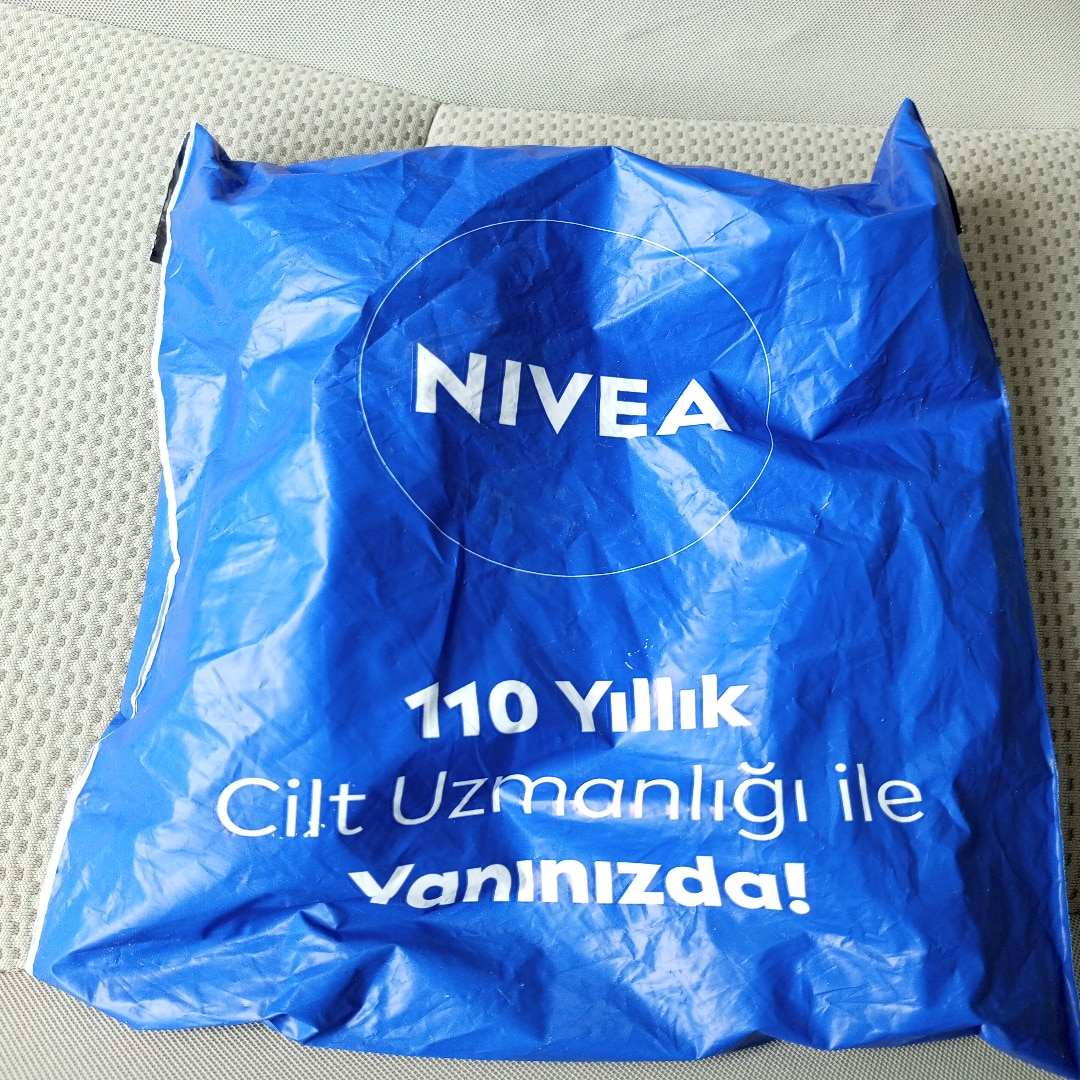 NIVEA
110 Yıllık
Cilt Uzmanlığı ile
Yanınızda!